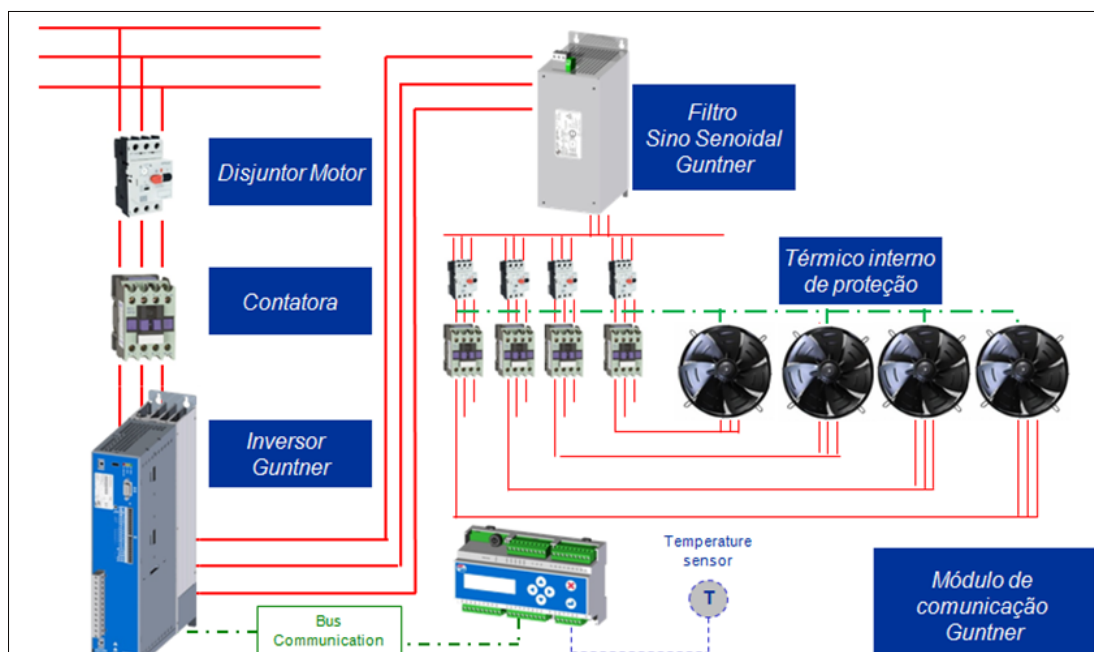 Disjuntor Motor
Contatora
Inversor
Guntner
Filtro
Sino Senoidal
Guntner
Térmico interno
de proteção
Temperature
sensor
T
Bus
Communication
Módulo de
comunicação
Guntner